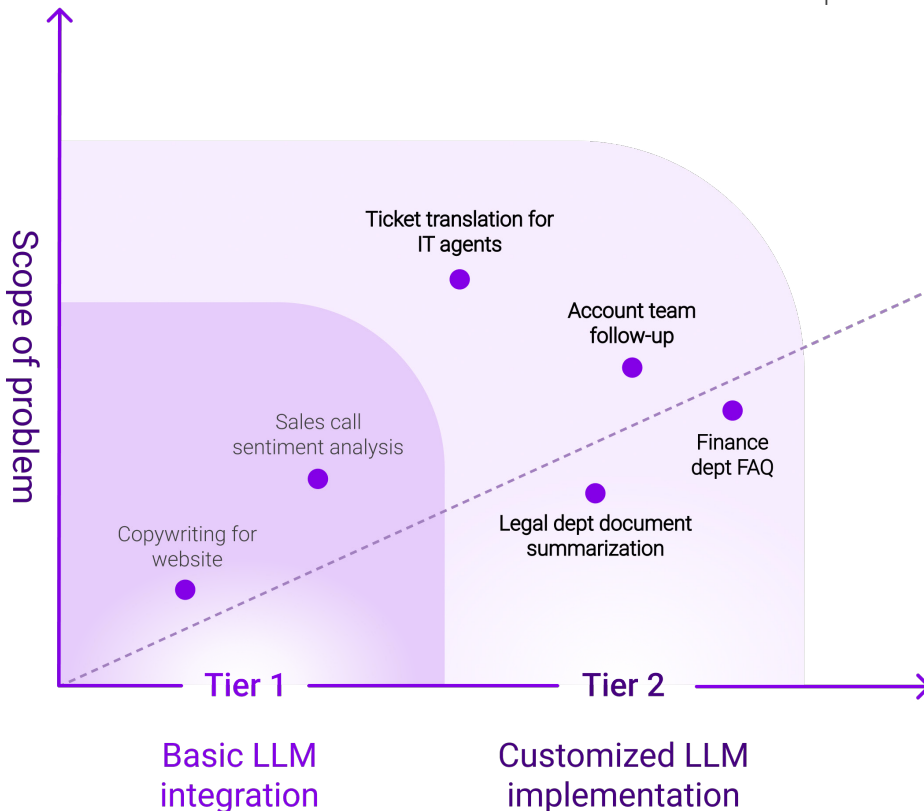 Scope of problem
Ticket translation for
IT agents
Account team
follow-up
Sales call
sentiment analysis
Finance
dept FAQ
Legal dept document
summarization
Copywriting for
website
Tier 1
Tier 2
Basic LLM
integration
Customized LLM
implementation